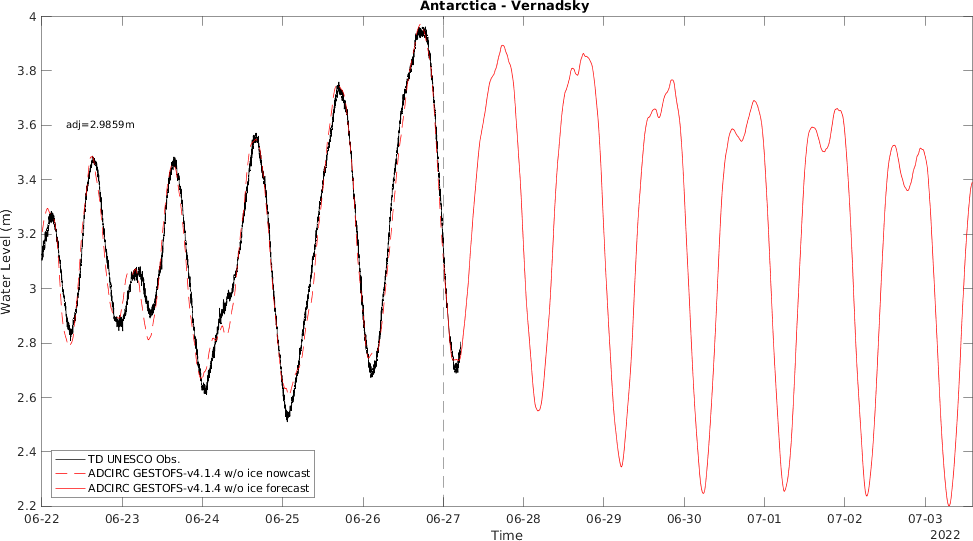 Antarctica - Vernadsky
4
3.8
3.6
3.4
3.2
3
2.8
2.6
2.4
2.2
Water Level (m)
adj=2.9859m
TD UNESCO Obs.
ADCIRC GESTOFS-v4.1.4 w/o ice nowcast
ADCIRC GESTOFS-v4.1.4 w/o ice forecast
06-22 06-23 06-24 06-25 06-26 06-27 06-28 06-29 06-30 07-01 07-02 07-03
Time
2022